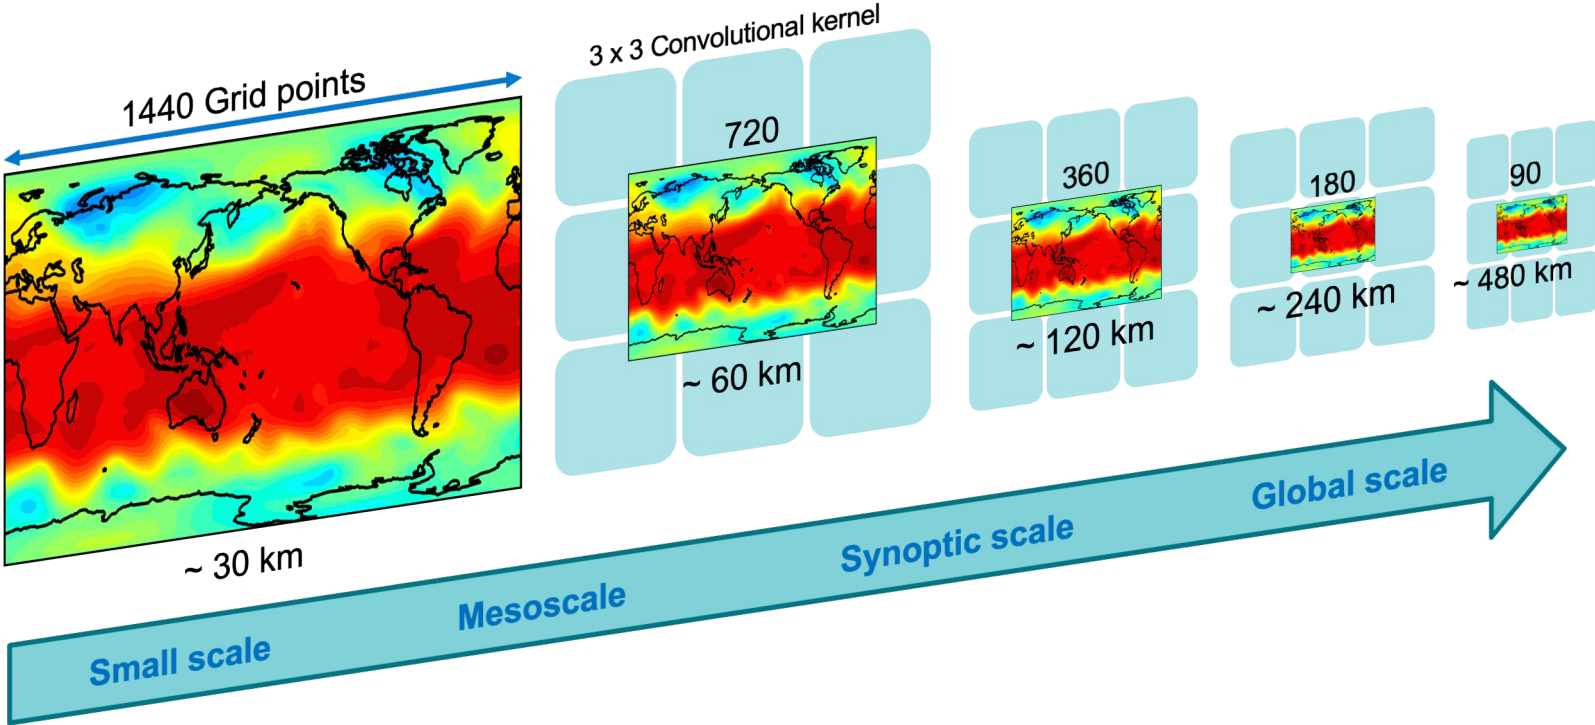 3 x 3 Convolutional kernel
1440 Grid points
720
360
180
90
~ 30 km
~ 60 km
~ 120 km
~ 240 km
~ 480 km
Small scale
Mesoscale
Synoptic scale
Global scale